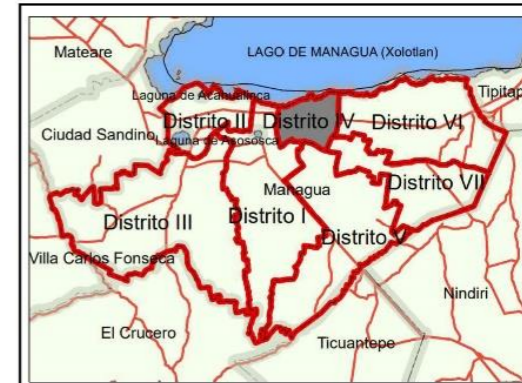 Mateare
LAGO DE MANAGUA (Xolotlan)
Laguna de Acahualinca
Tipitap
Distrito II
Distrito IV
Distrito VI
Ciudad Sandino
Laguna de Asososca
Distrito VII
Managua
Distrito III
Distrito I
Distrito V
Villa Carlos Fonseca
Nindiri
El Crucero
Ticuantepe